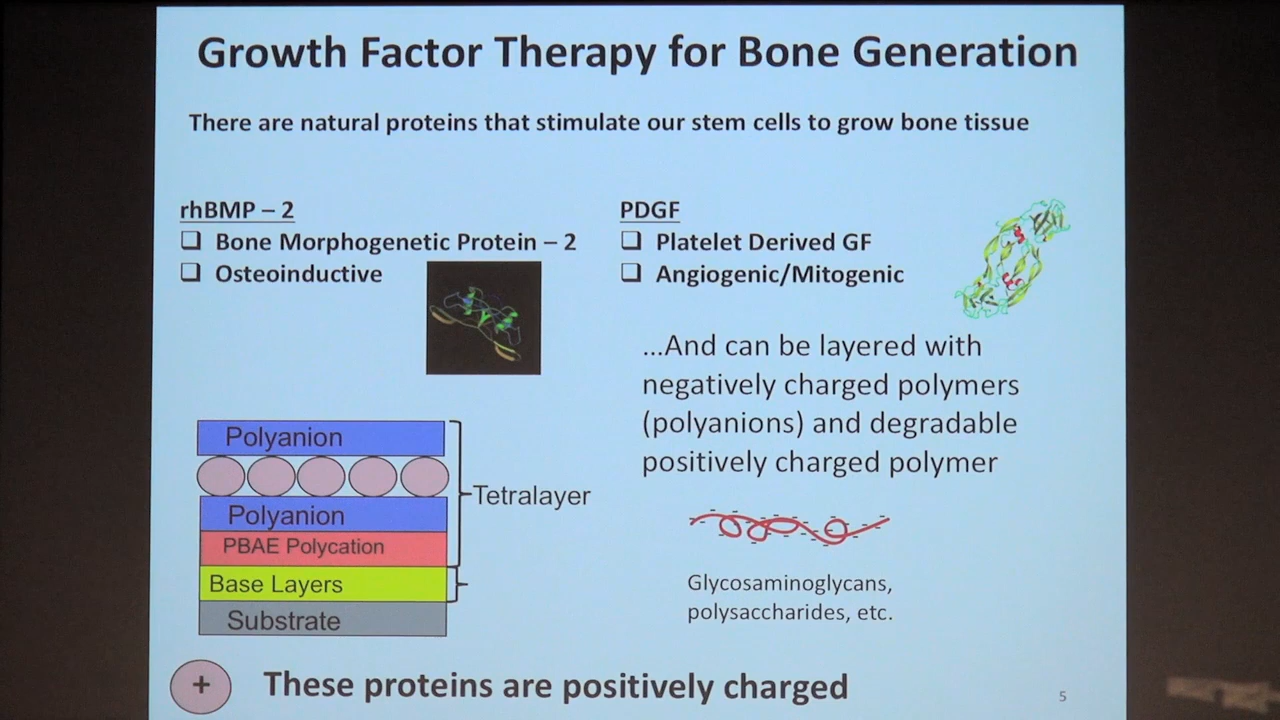 Growth Factor Therapy for Bone Generation
There are natural proteins that stimulate our stem cells to grow bone tissue
rhBMP – 2
❑ Bone Morphogenetic Protein – 2
❑ Osteoinductive
PDGF
❑ Platelet Derived GF
❑ Angiogenic/Mitogenic
...And can be layered with
negatively charged polymers
(polyanions) and degradable
positively charged polymer
Polyanion
Polyanion
PBAE Polycation
Base Layers
Substrate
Tetralayer
Glycosaminoglycans,
polysaccharides, etc.
+ These proteins are positively charged
5